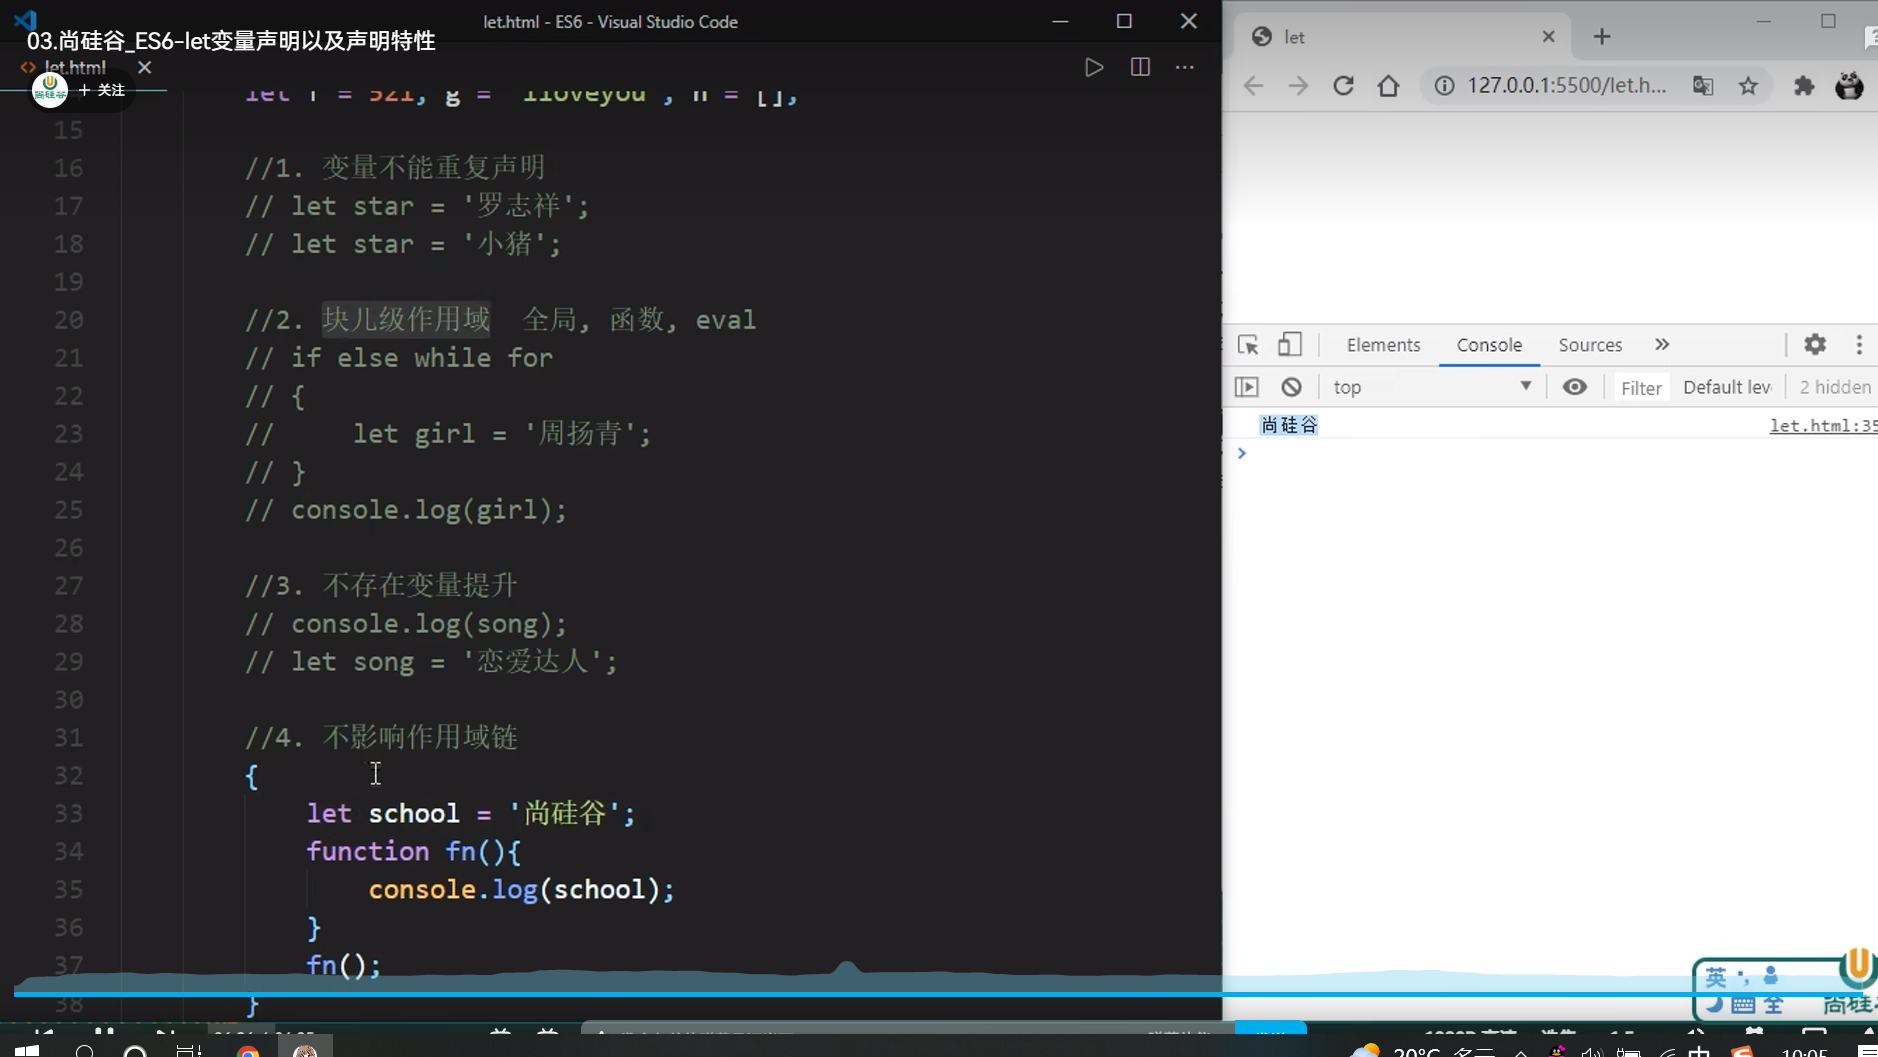 let.html - ES6 - Visual Studio Code
03.尚硅谷_ES6-let变量声明以及声明特性
let.html
尚硅谷
+ 关注
let f = 521, g = 'iloveyou', h = [];
15
16 //1. 变量不能重复声明
17 // let star = '罗志祥';
18 // let star = '小猪';
19
20 //2. 块儿级作用域 全局, 函数, eval
21 // if else while for
22 // {
23 // let girl = '周扬青';
24 // }
25 // console.log(girl);
26
27 //3. 不存在变量提升
28 // console.log(song);
29 // let song = '恋爱达人';
30
31 //4. 不影响作用域链
32 {
33 let school = '尚硅谷';
34 function fn(){
35 console.log(school);
36 }
37 fn();
38 }
let
127.0.0.1:5500/let.h...
Elements Console Sources
top Filter Default lev 2 hidden
尚硅谷 let.html:35
英
全
尚硅谷
20°C 多云
中
10:05